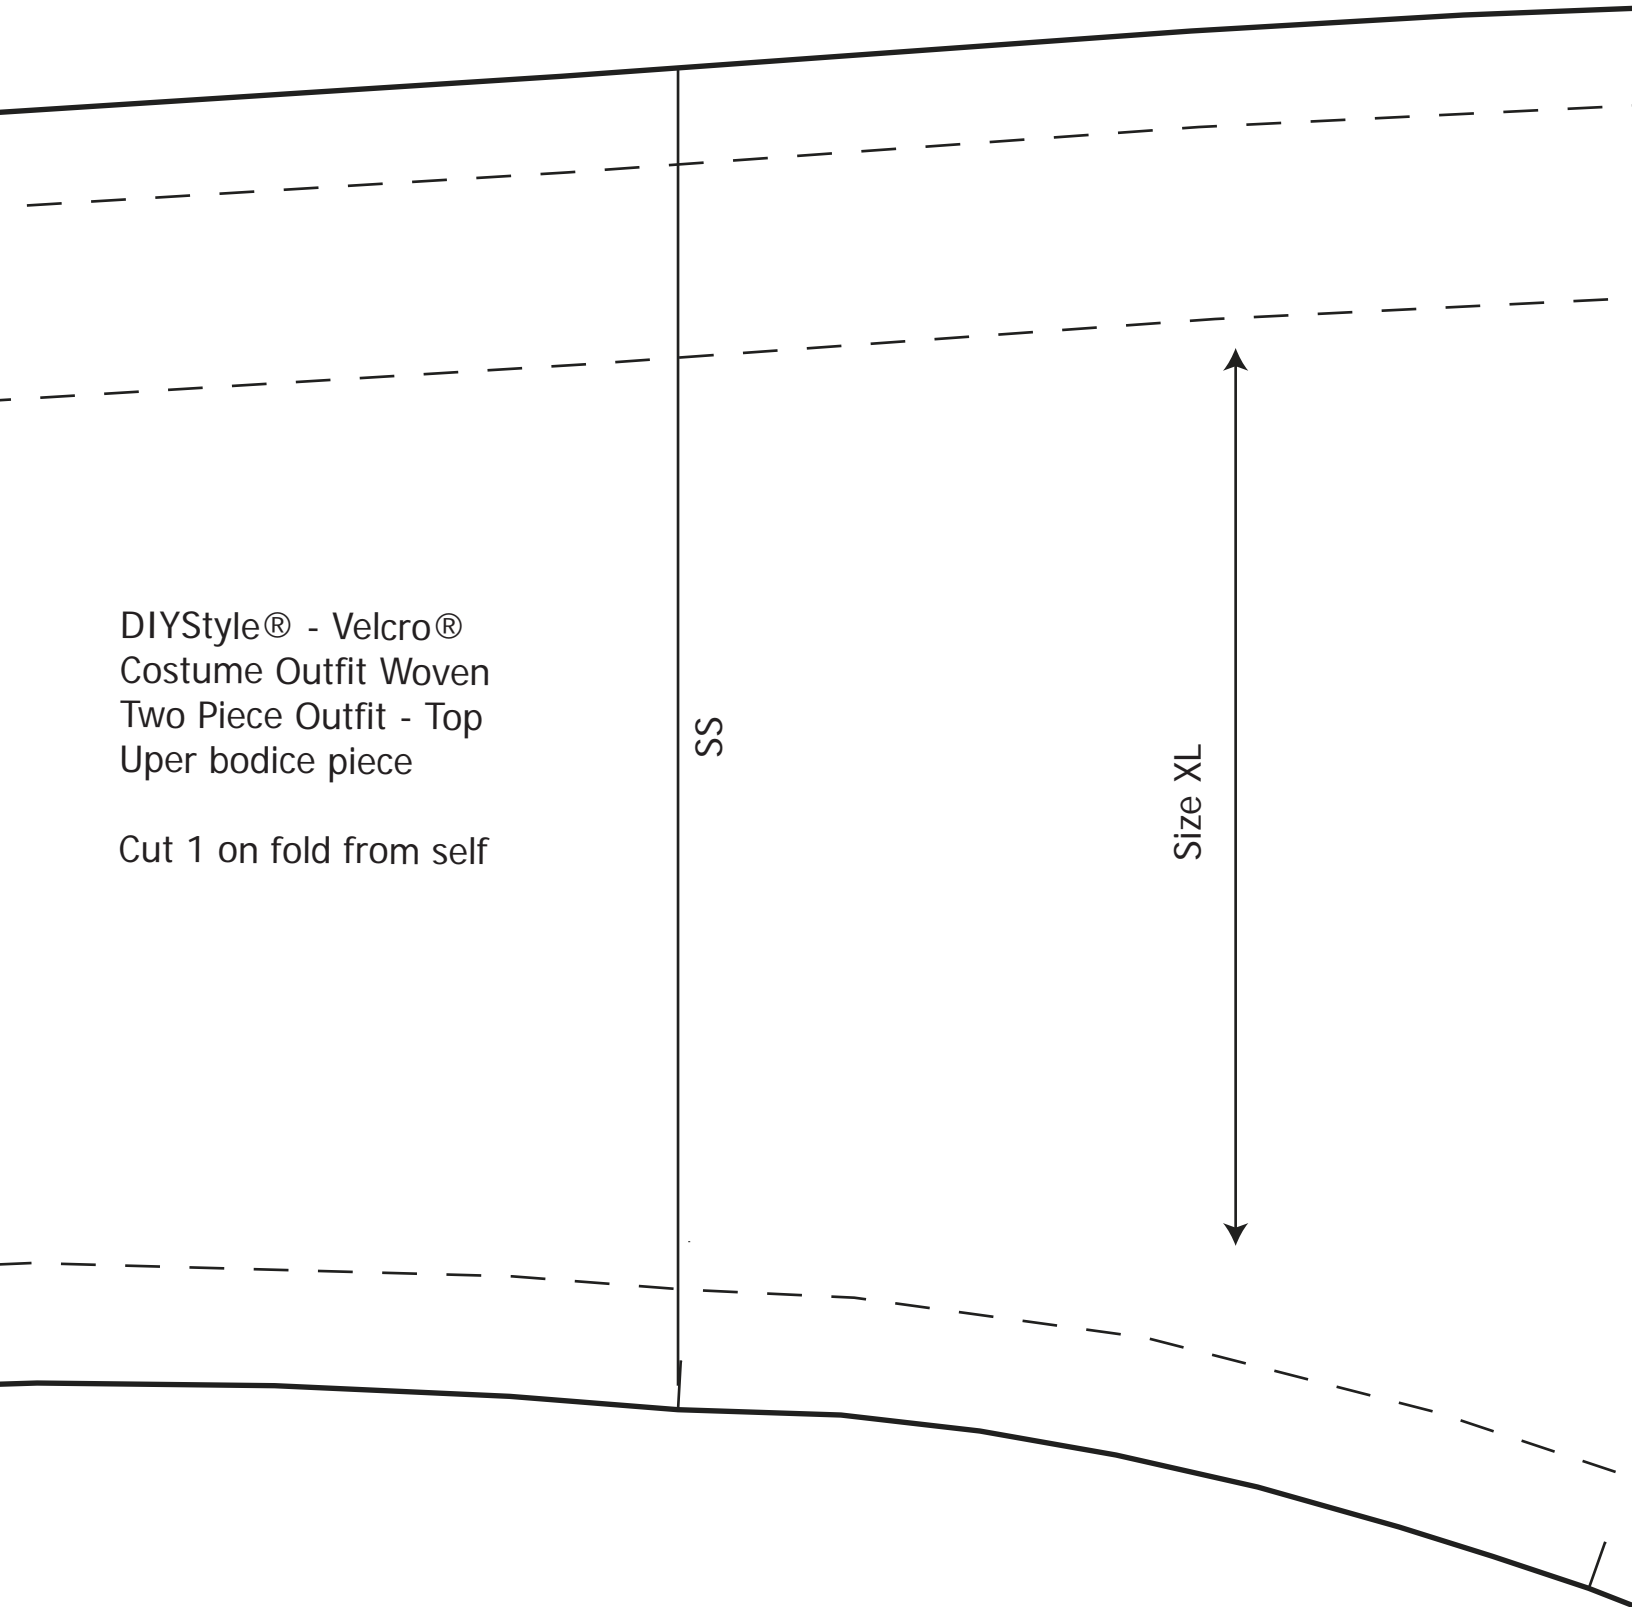 DIYStyle® - Velcro®
Costume Outfit Woven
Two Piece Outfit - Top
Uper bodice piece
Cut 1 on fold from self
SS
Size XL